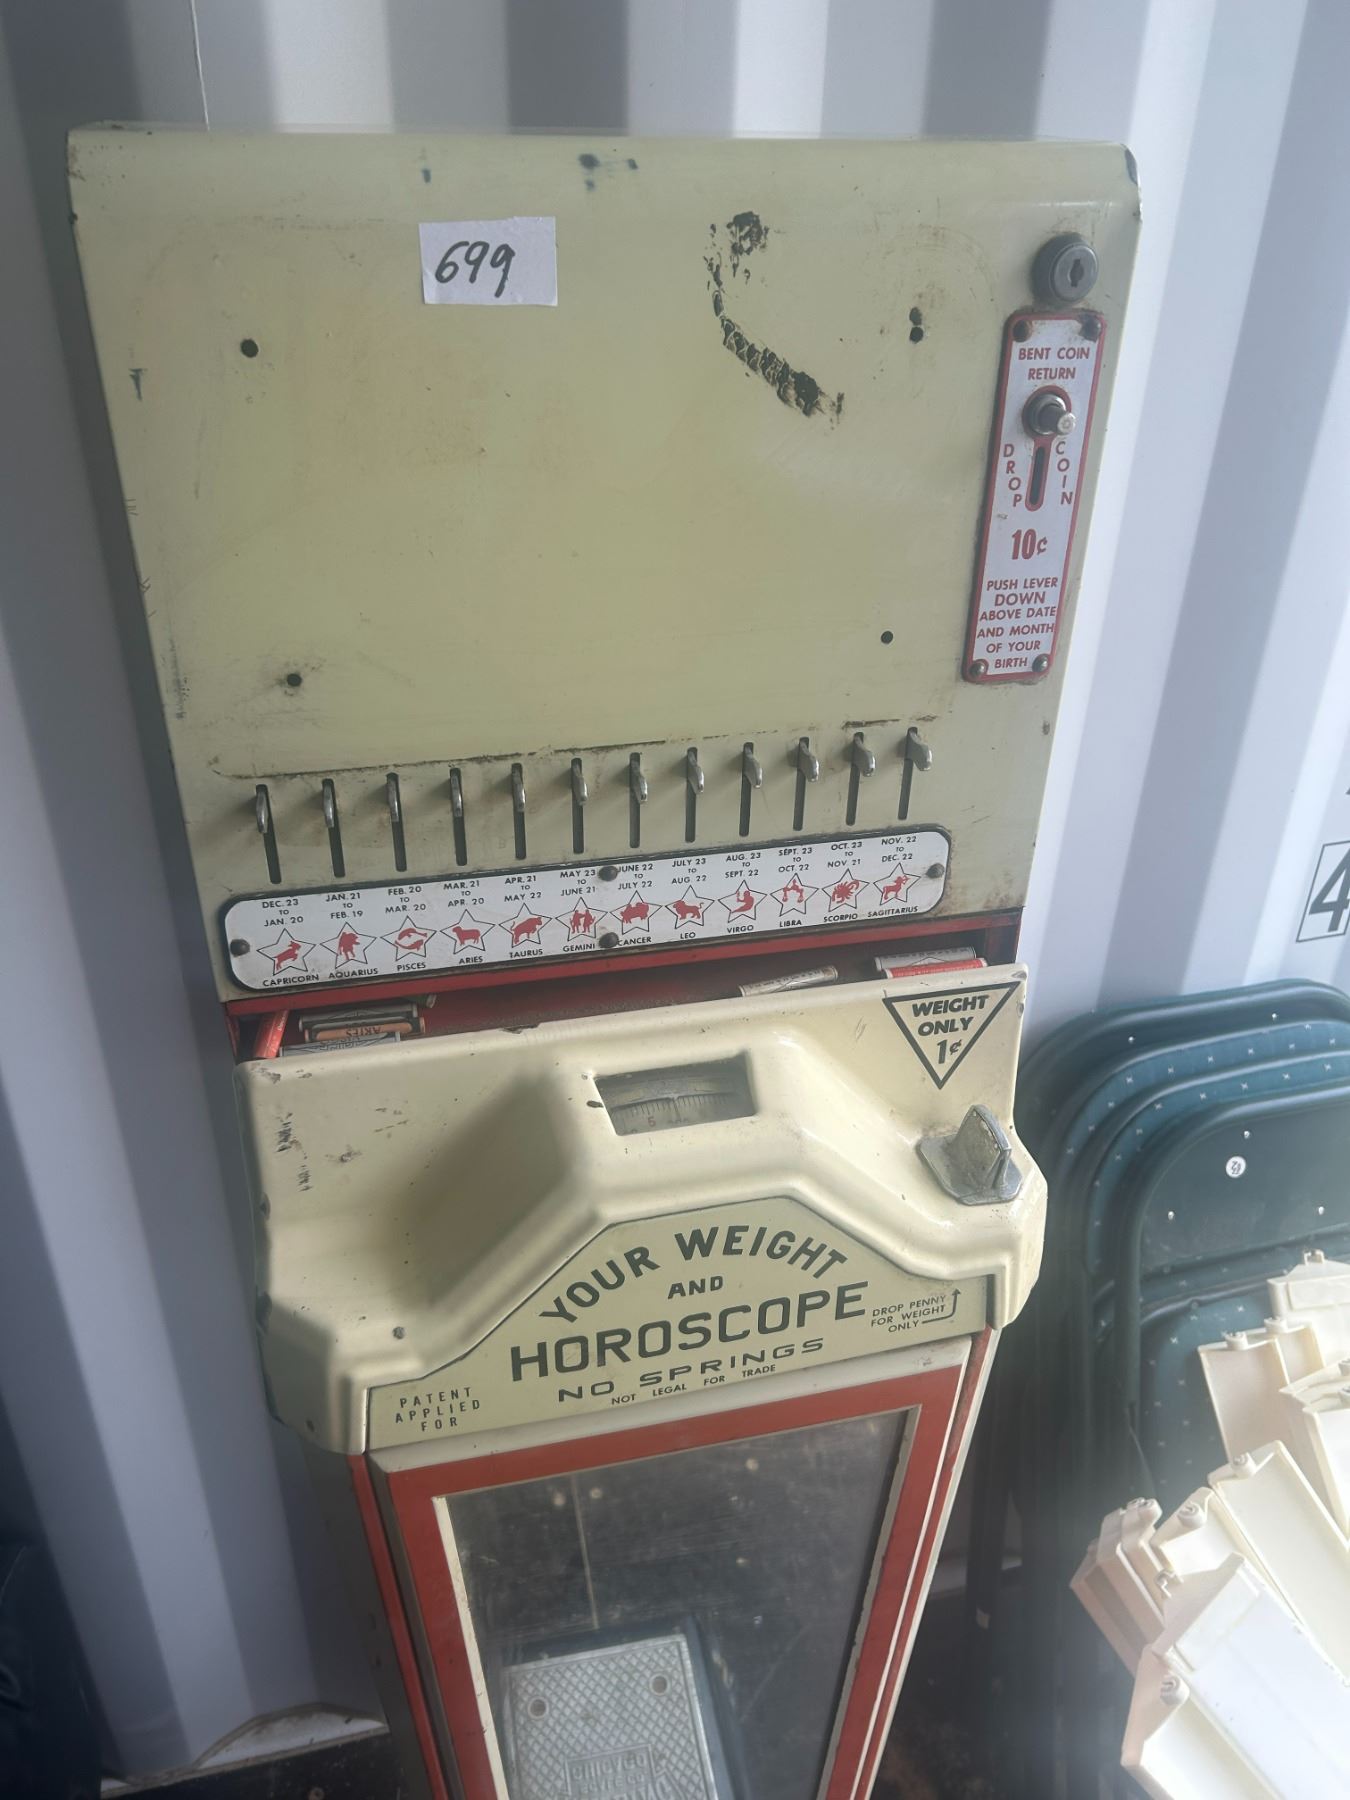 699
BENT COIN
RETURN
DROP COIN
10¢
PUSH LEVER
DOWN
ABOVE DATE
AND MONTH
OF YOUR
BIRTH
DEC. 23 TO JAN. 20 CAPRICORN
JAN. 21 TO FEB. 19 AQUARIUS
FEB. 20 TO MAR. 20 PISCES
MAR. 21 TO APR. 20 ARIES
APR. 21 TO MAY 22 TAURUS
MAY 23 TO JUNE 21 GEMINI
JUNE 22 TO JULY 22 CANCER
JULY 23 TO AUG. 22 LEO
AUG. 23 TO SEPT. 22 VIRGO
SEPT. 23 TO OCT. 22 LIBRA
OCT. 23 TO NOV. 21 SCORPIO
NOV. 22 TO DEC. 22 SAGITTARIUS
ARIES
WEIGHT
ONLY
1¢
5
YOUR WEIGHT
AND
HOROSCOPE
NO SPRINGS
NOT LEGAL FOR TRADE
DROP PENNY
FOR WEIGHT
ONLY
PATENT
APPLIED
FOR
4